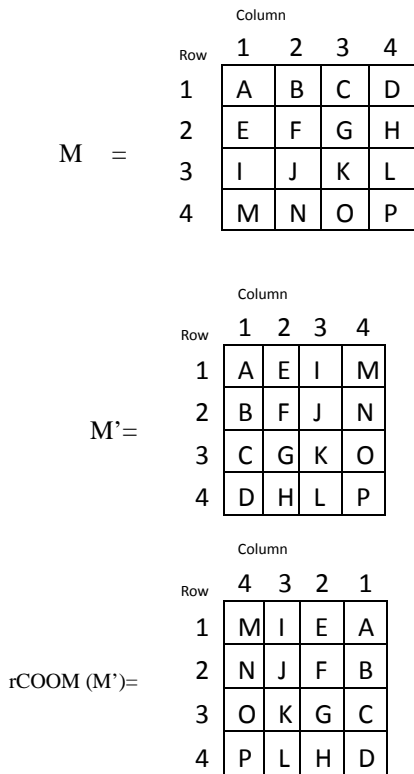 Column
Row 1 2 3 4
1 A B C D
2 E F G H
M =
3 I J K L
4 M N O P
Column
Row 1 2 3 4
1 A E I M
2 B F J N
M’=
3 C G K O
4 D H L P
Column
Row 4 3 2 1
1 M I E A
2 N J F B
rCOOM (M’)=
3 O K G C
4 P L H D